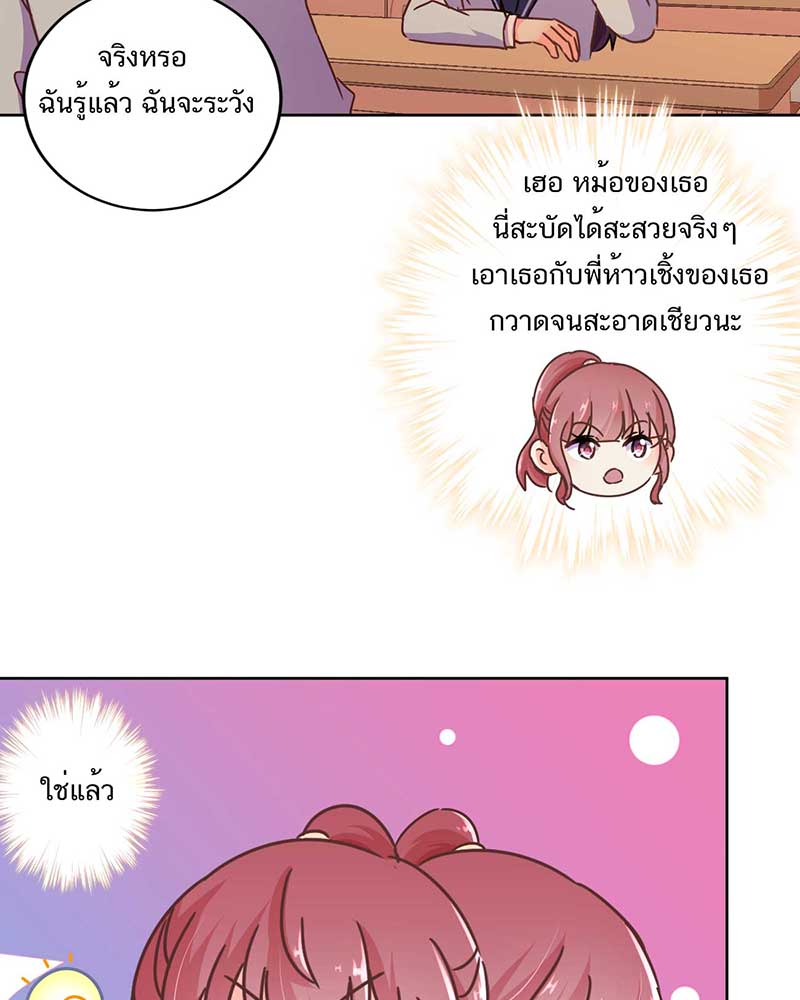 จริงหรอ
ฉันรู้แล้ว ฉันจะระวัง
เฮอ หม้อของเธอ
นี่สะบัดได้สะสวยจริงๆ
เอาเธอกับพี่ห้าวเชิ้งของเธอ
กวาดจนสะอาดเชียวนะ
ใช่แล้ว